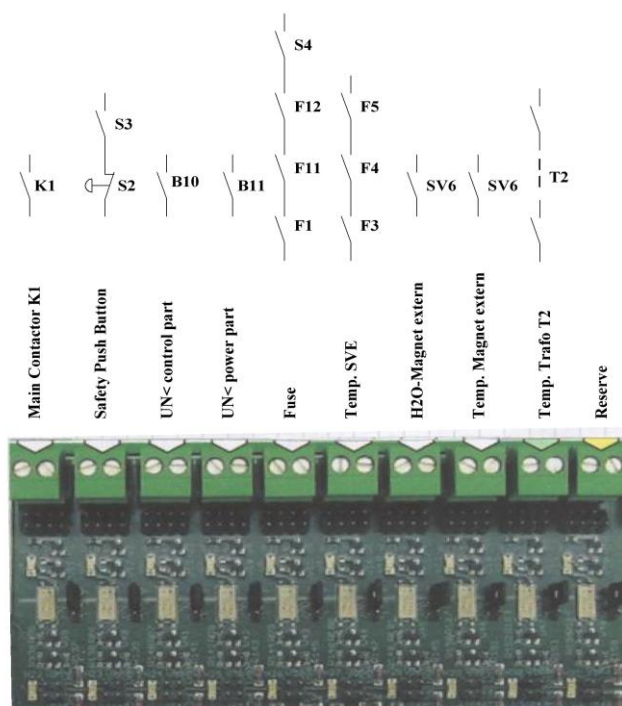 S4
F12
F5
S3
F11
F4
T2
K1
S2
B10
B11
SV6
SV6
F1
F3
Main Contactor K1
Safety Push Button
UN< control part
UN< power part
Fuse
Temp. SVE
H2O-Magnet extern
Temp. Magnet extern
Temp. Trafo T2
Reserve